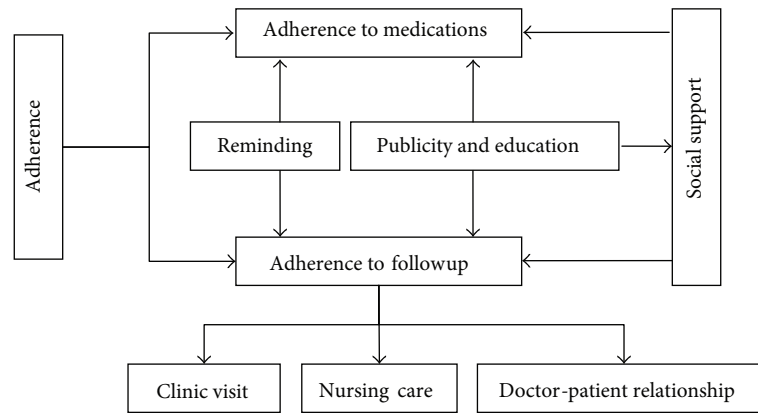 Adherence to medications
Adherence
Reminding
Publicity and education
Social support
Adherence to followup
Clinic visit
Nursing care
Doctor-patient relationship